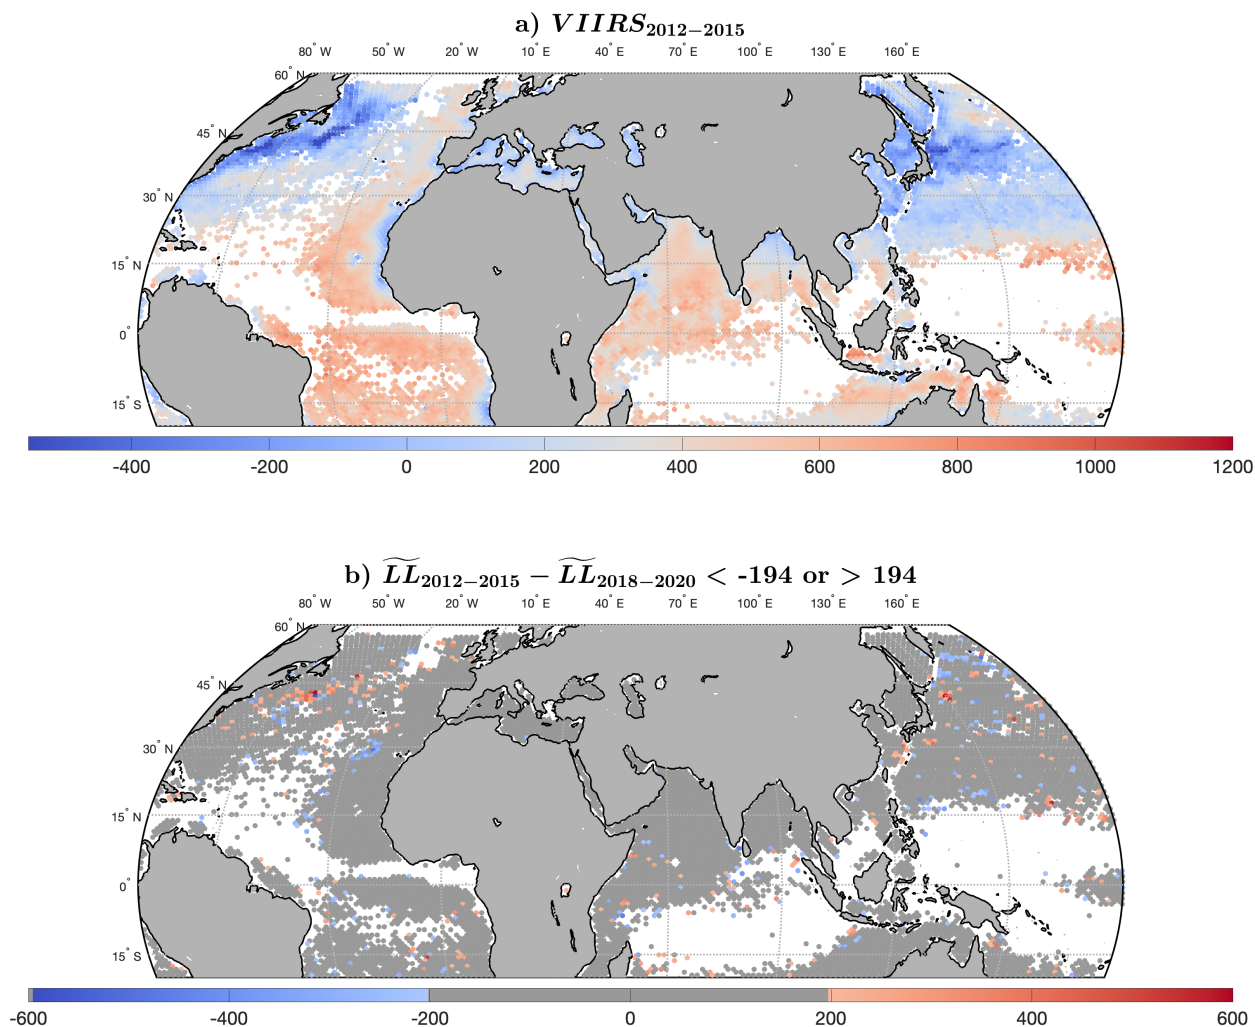 a) VIIRS2012−2015
80° W 50° W 20° W 10° E 40° E 70° E 100° E 130° E 160° E
60° N
45° N
30° N
15° N
0°
15° S
-400 -200 0 200 400 600 800 1000 1200
b) L͠L2012−2015 − L͠L2018−2020 < -194 or > 194
80° W 50° W 20° W 10° E 40° E 70° E 100° E 130° E 160° E
60° N
45° N
30° N
15° N
0°
15° S
-600 -400 -200 0 200 400 600